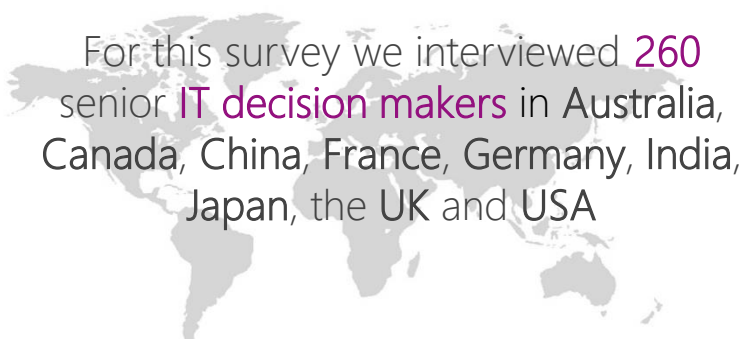 For this survey we interviewed 260
senior IT decision makers in Australia,
Canada, China, France, Germany, India,
Japan, the UK and USA